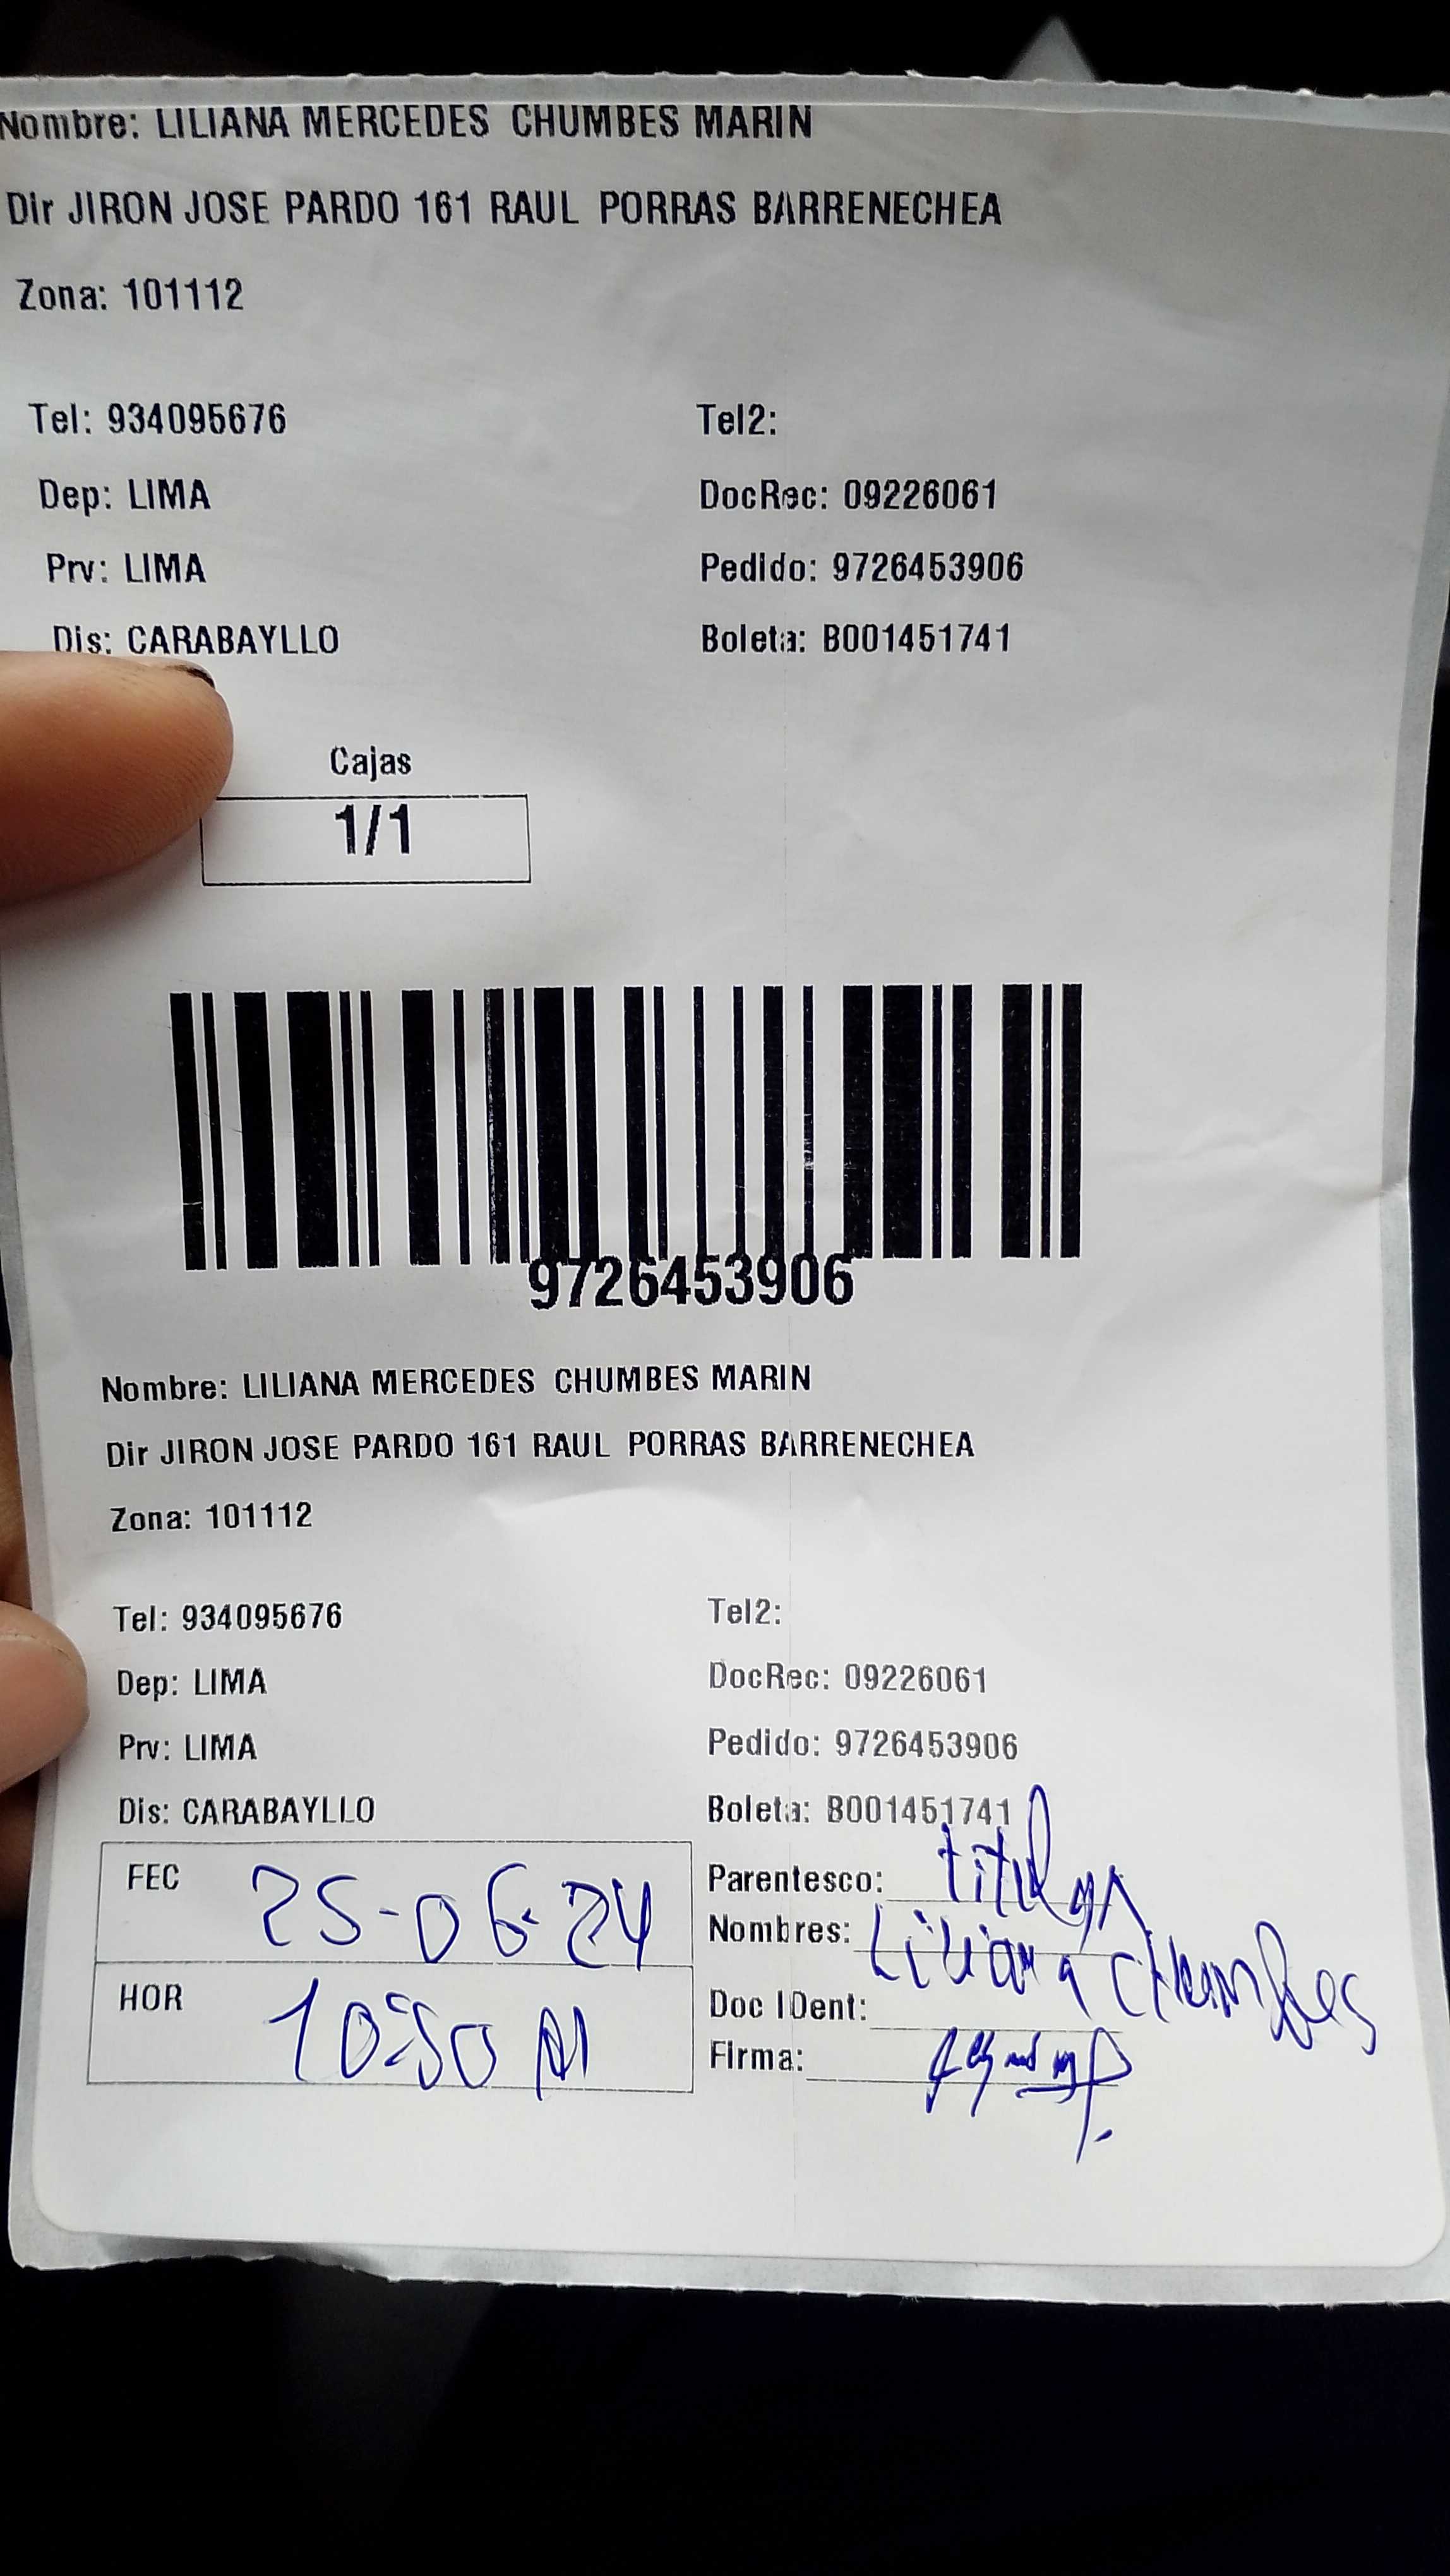 Nombre: LILIANA MERCEDES CHUMBES MARIN
Dir JIRON JOSE PARDO 161 RAUL PORRAS BARRENECHEA
Zona: 101112
Tel: 934095676 Tel2:
Dep: LIMA DocRec: 09226061
Prv: LIMA Pedido: 9726453906
Dis: CARABAYLLO Boleta: B001451741
Cajas
1/1
9726453906
Nombre: LILIANA MERCEDES CHUMBES MARIN
Dir JIRON JOSE PARDO 161 RAUL PORRAS BARRENECHEA
Zona: 101112
Tel: 934095676 Tel2:
Dep: LIMA DocRec: 09226061
Prv: LIMA Pedido: 9726453906
Dis: CARABAYLLO Boleta: B001451741
FEC 25-06-24 Parentesco: titular
Nombres: Liliana Chumbes
HOR Doc IDent:
Firma: